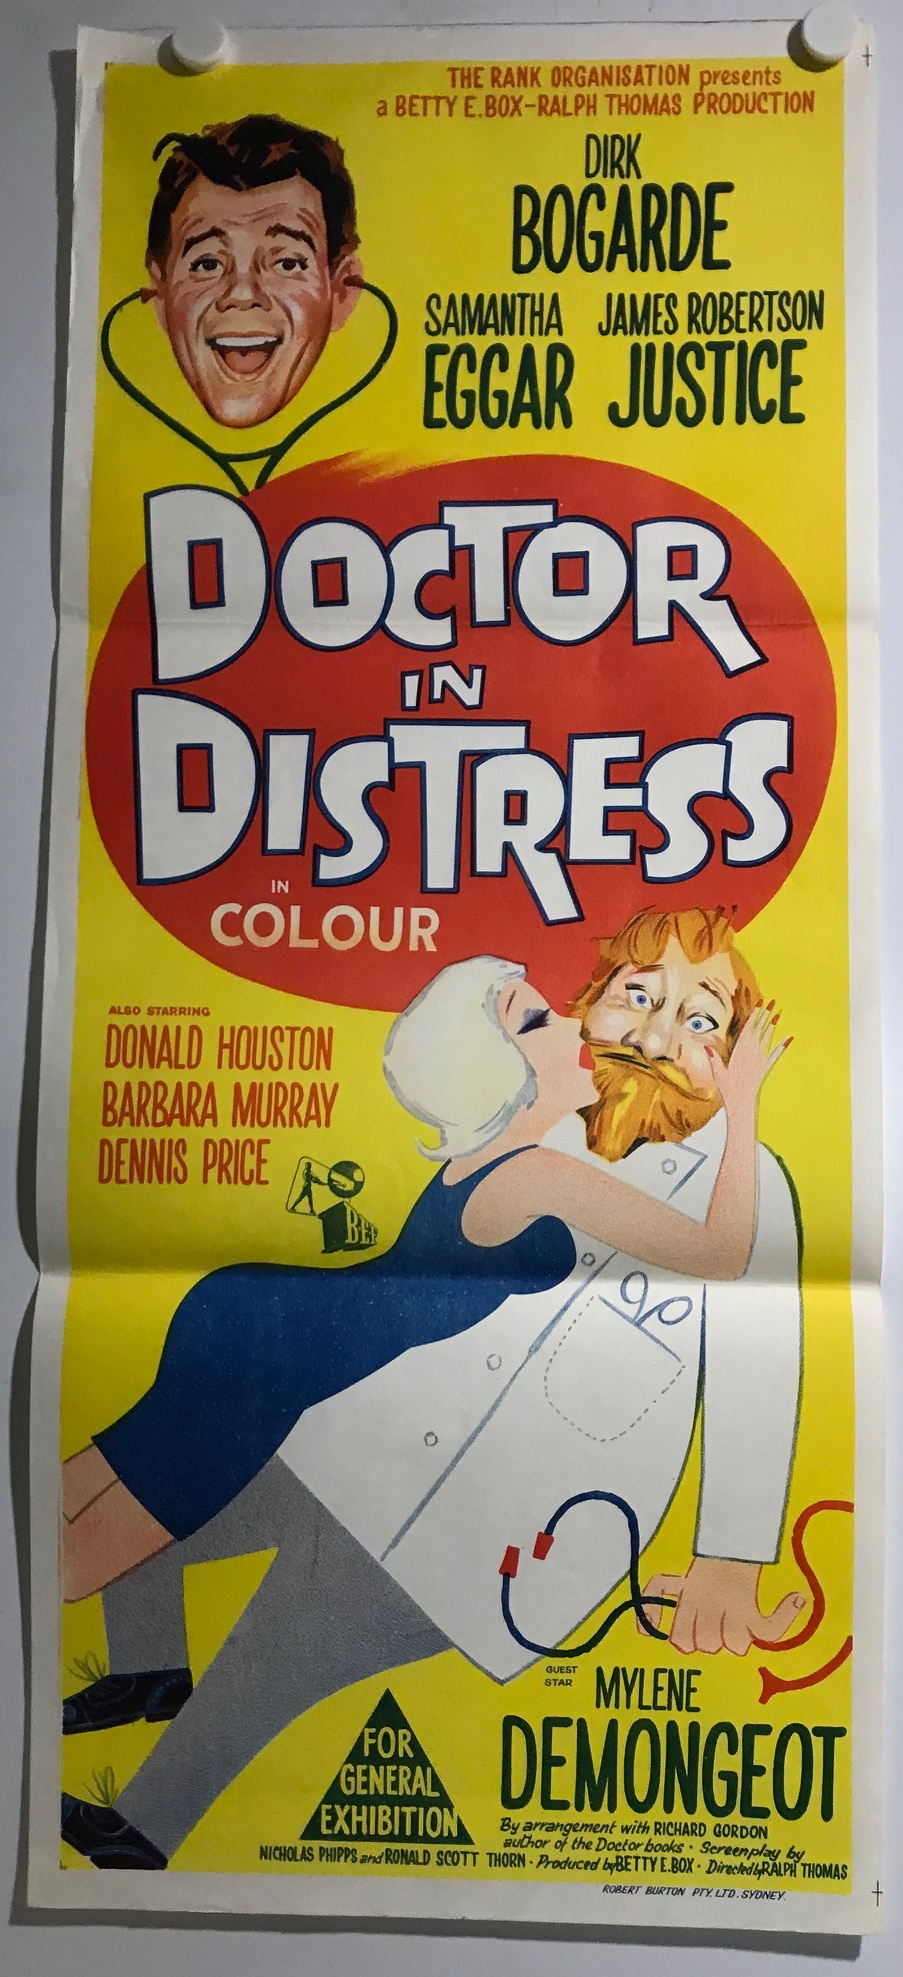 THE RANK ORGANISATION presents
a BETTY E. BOX-RALPH THOMAS PRODUCTION
DIRK
BOGARDE
SAMANTHA
EGGAR
JAMES ROBERTSON
JUSTICE
DOCTOR
IN
DISTRESS
IN
COLOUR
ALSO STARRING
DONALD HOUSTON
BARBARA MURRAY
DENNIS PRICE
B·E·F
GUEST
STAR
MYLENE
DEMONGEOT
FOR
GENERAL
EXHIBITION
By arrangement with RICHARD GORDON
author of the Doctor books · Screenplay by
NICHOLAS PHIPPS and RONALD SCOTT THORN · Produced by BETTY E. BOX · Directed by RALPH THOMAS
ROBERT BURTON PTY. LTD. SYDNEY.